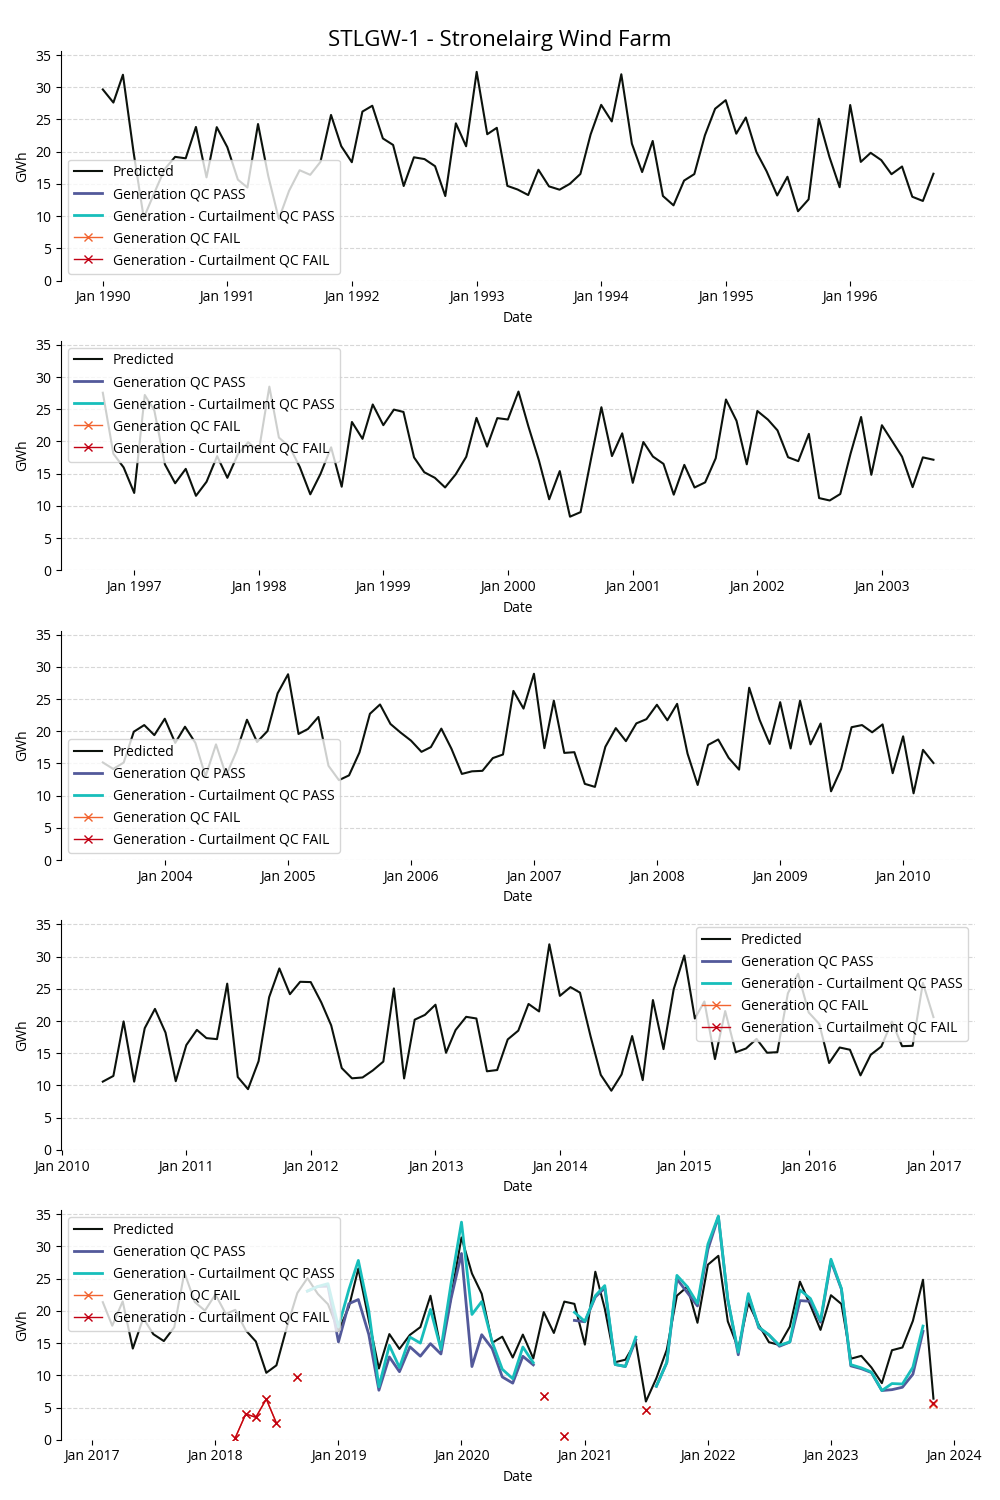 STLGW-1 - Stronelairg Wind Farm
35
30
25
20
15
10
5
0
GWh
Predicted
Generation QC PASS
Generation - Curtailment QC PASS
Generation QC FAIL
Generation - Curtailment QC FAIL
Jan 1990 Jan 1991 Jan 1992 Jan 1993 Jan 1994 Jan 1995 Jan 1996
Date
35
30
25
20
15
10
5
0
GWh
Predicted
Generation QC PASS
Generation - Curtailment QC PASS
Generation QC FAIL
Generation - Curtailment QC FAIL
Jan 1997 Jan 1998 Jan 1999 Jan 2000 Jan 2001 Jan 2002 Jan 2003
Date
35
30
25
20
15
10
5
0
GWh
Predicted
Generation QC PASS
Generation - Curtailment QC PASS
Generation QC FAIL
Generation - Curtailment QC FAIL
Jan 2004 Jan 2005 Jan 2006 Jan 2007 Jan 2008 Jan 2009 Jan 2010
Date
35
30
25
20
15
10
5
0
GWh
Predicted
Generation QC PASS
Generation - Curtailment QC PASS
Generation QC FAIL
Generation - Curtailment QC FAIL
Jan 2010 Jan 2011 Jan 2012 Jan 2013 Jan 2014 Jan 2015 Jan 2016 Jan 2017
Date
35
30
25
20
15
10
5
0
GWh
Predicted
Generation QC PASS
Generation - Curtailment QC PASS
Generation QC FAIL
Generation - Curtailment QC FAIL
Jan 2017 Jan 2018 Jan 2019 Jan 2020 Jan 2021 Jan 2022 Jan 2023 Jan 2024
Date